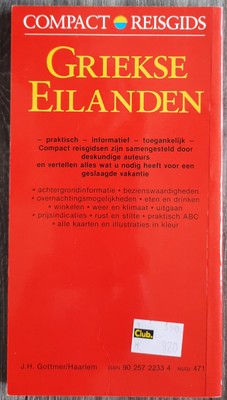 COMPACT REISGIDS
GRIEKSE
EILANDEN
– praktisch – informatief – toegankelijk –
Compact reisgidsen zijn samengesteld door
deskundige auteurs
en vertellen alles wat u nodig heeft voor een
geslaagde vakantie
• achtergrondinformatie • bezienswaardigheden
• overnachtingsmogelijkheden • eten en drinken
• winkelen • weer en klimaat • uitgaan
• prijsindicaties • rust en stilte • praktisch ABC
• alle kaarten en illustraties in kleur
Club.
J.H. Gottmer/Haarlem ISBN 90 257 2233 4 NUGI 471